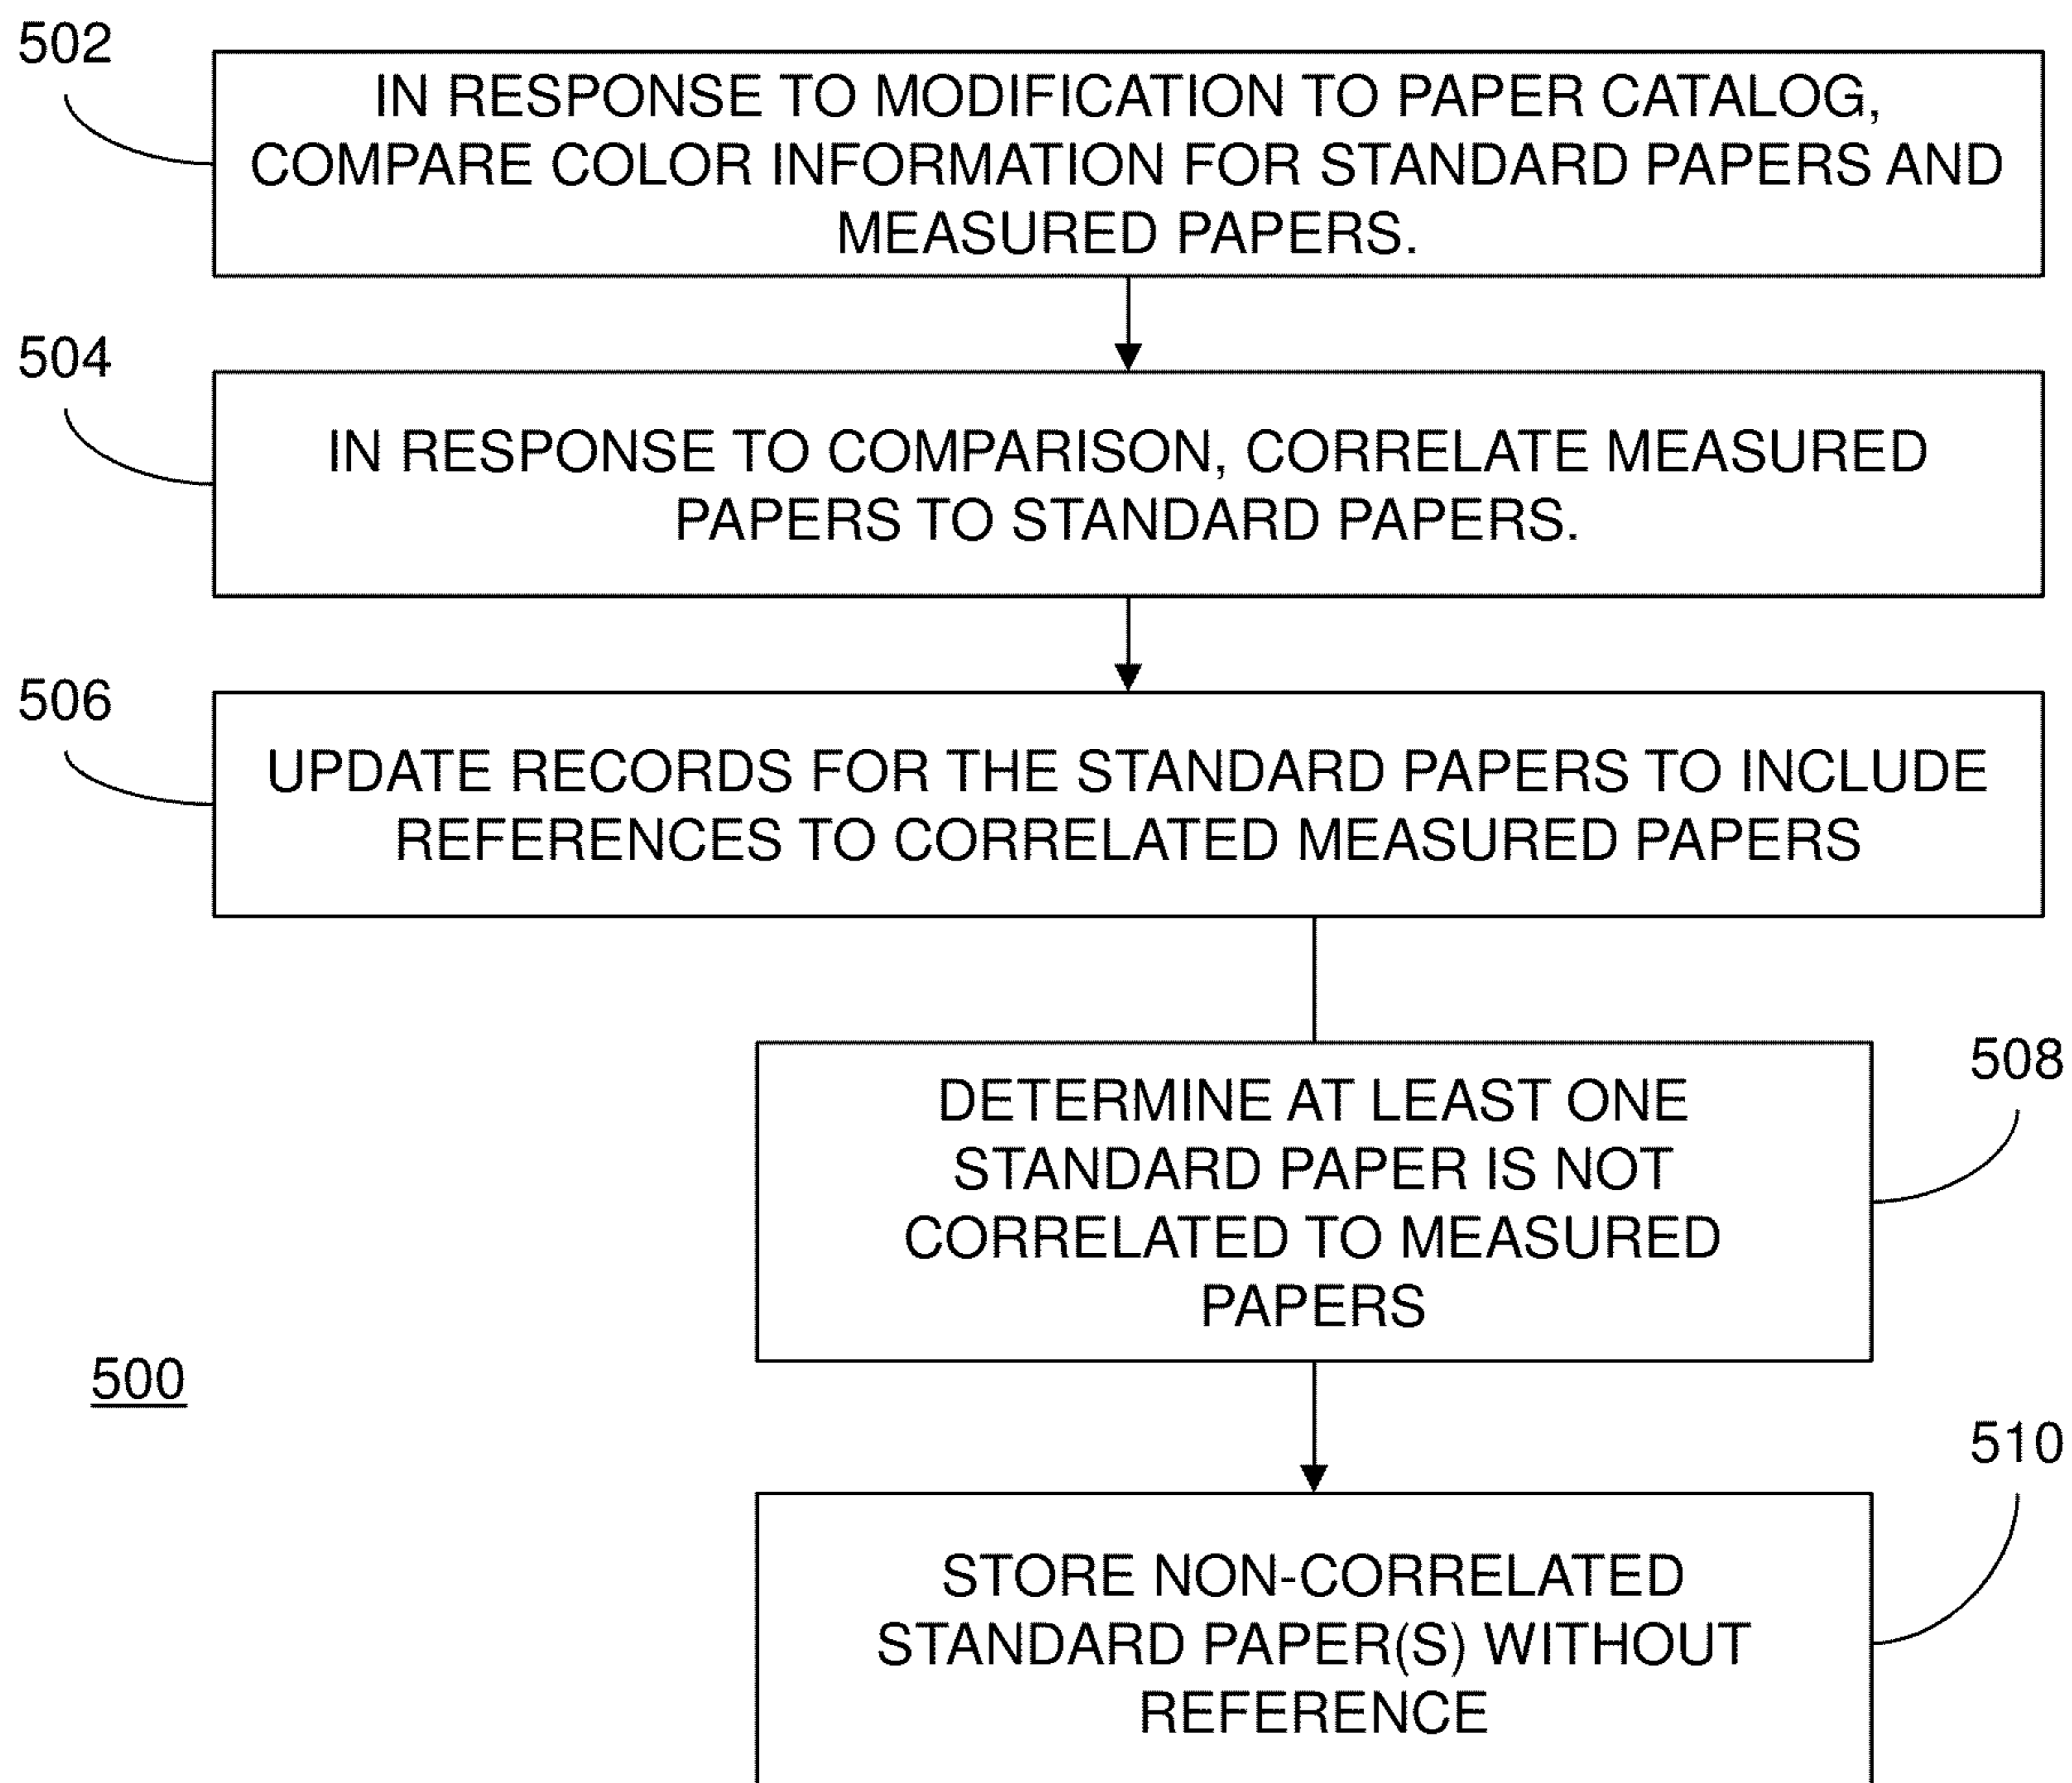 502
IN RESPONSE TO MODIFICATION TO PAPER CATALOG,
COMPARE COLOR INFORMATION FOR STANDARD PAPERS AND
MEASURED PAPERS.
504
IN RESPONSE TO COMPARISON, CORRELATE MEASURED
PAPERS TO STANDARD PAPERS.
506
UPDATE RECORDS FOR THE STANDARD PAPERS TO INCLUDE
REFERENCES TO CORRELATED MEASURED PAPERS
508
DETERMINE AT LEAST ONE
STANDARD PAPER IS NOT
CORRELATED TO MEASURED
PAPERS
500
510
STORE NON-CORRELATED
STANDARD PAPER(S) WITHOUT
REFERENCE